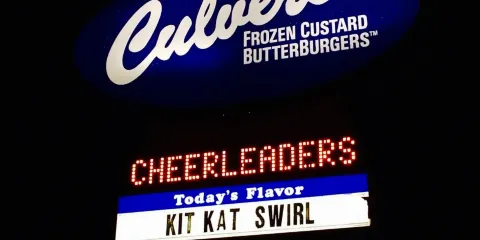 Culver's
FROZEN CUSTARD
BUTTERBURGERS™
CHEERLEADERS
Today's Flavor
KIT KAT SWIRL